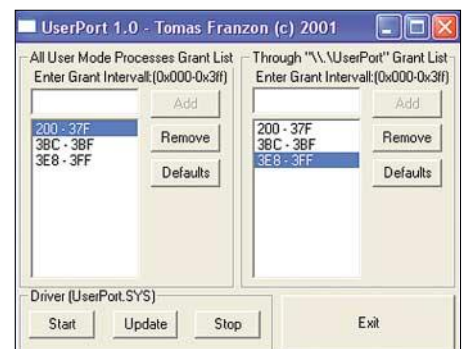 UserPort 1.0 - Tomas Franzon (c) 2001
All User Mode Processes Grant List
Enter Grant Intervall:(0x000-0x3ff)
Add
200 - 37F
3BC - 3BF
3E8 - 3FF
Remove
Defaults
Through "\\.\UserPort" Grant List
Enter Grant Intervall:(0x000-0x3ff)
Add
200 - 37F
3BC - 3BF
3E8 - 3FF
Remove
Defaults
Driver (UserPort.SYS)
Start Update Stop
Exit